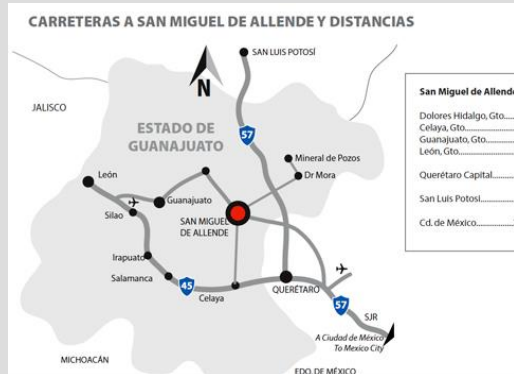 CARRETERAS A SAN MIGUEL DE ALLENDE Y DISTANCIAS
SAN LUIS POTOSÍ
N
JALISCO
ESTADO DE
GUANAJUATO
57
Mineral de Pozos
Dr Mora
León
Guanajuato
Silao
SAN MIGUEL
DE ALLENDE
Irapuato
Salamanca
45
Celaya
QUERÉTARO
57
SJR
A Ciudad de México
To Mexico City
MICHOACÁN
EDO. DE MÉXICO
San Miguel de Allende
Dolores Hidalgo, Gto......
Celaya, Gto......
Guanajuato, Gto......
León, Gto......
Querétaro Capital......
San Luis Potosi......
Cd. de México......